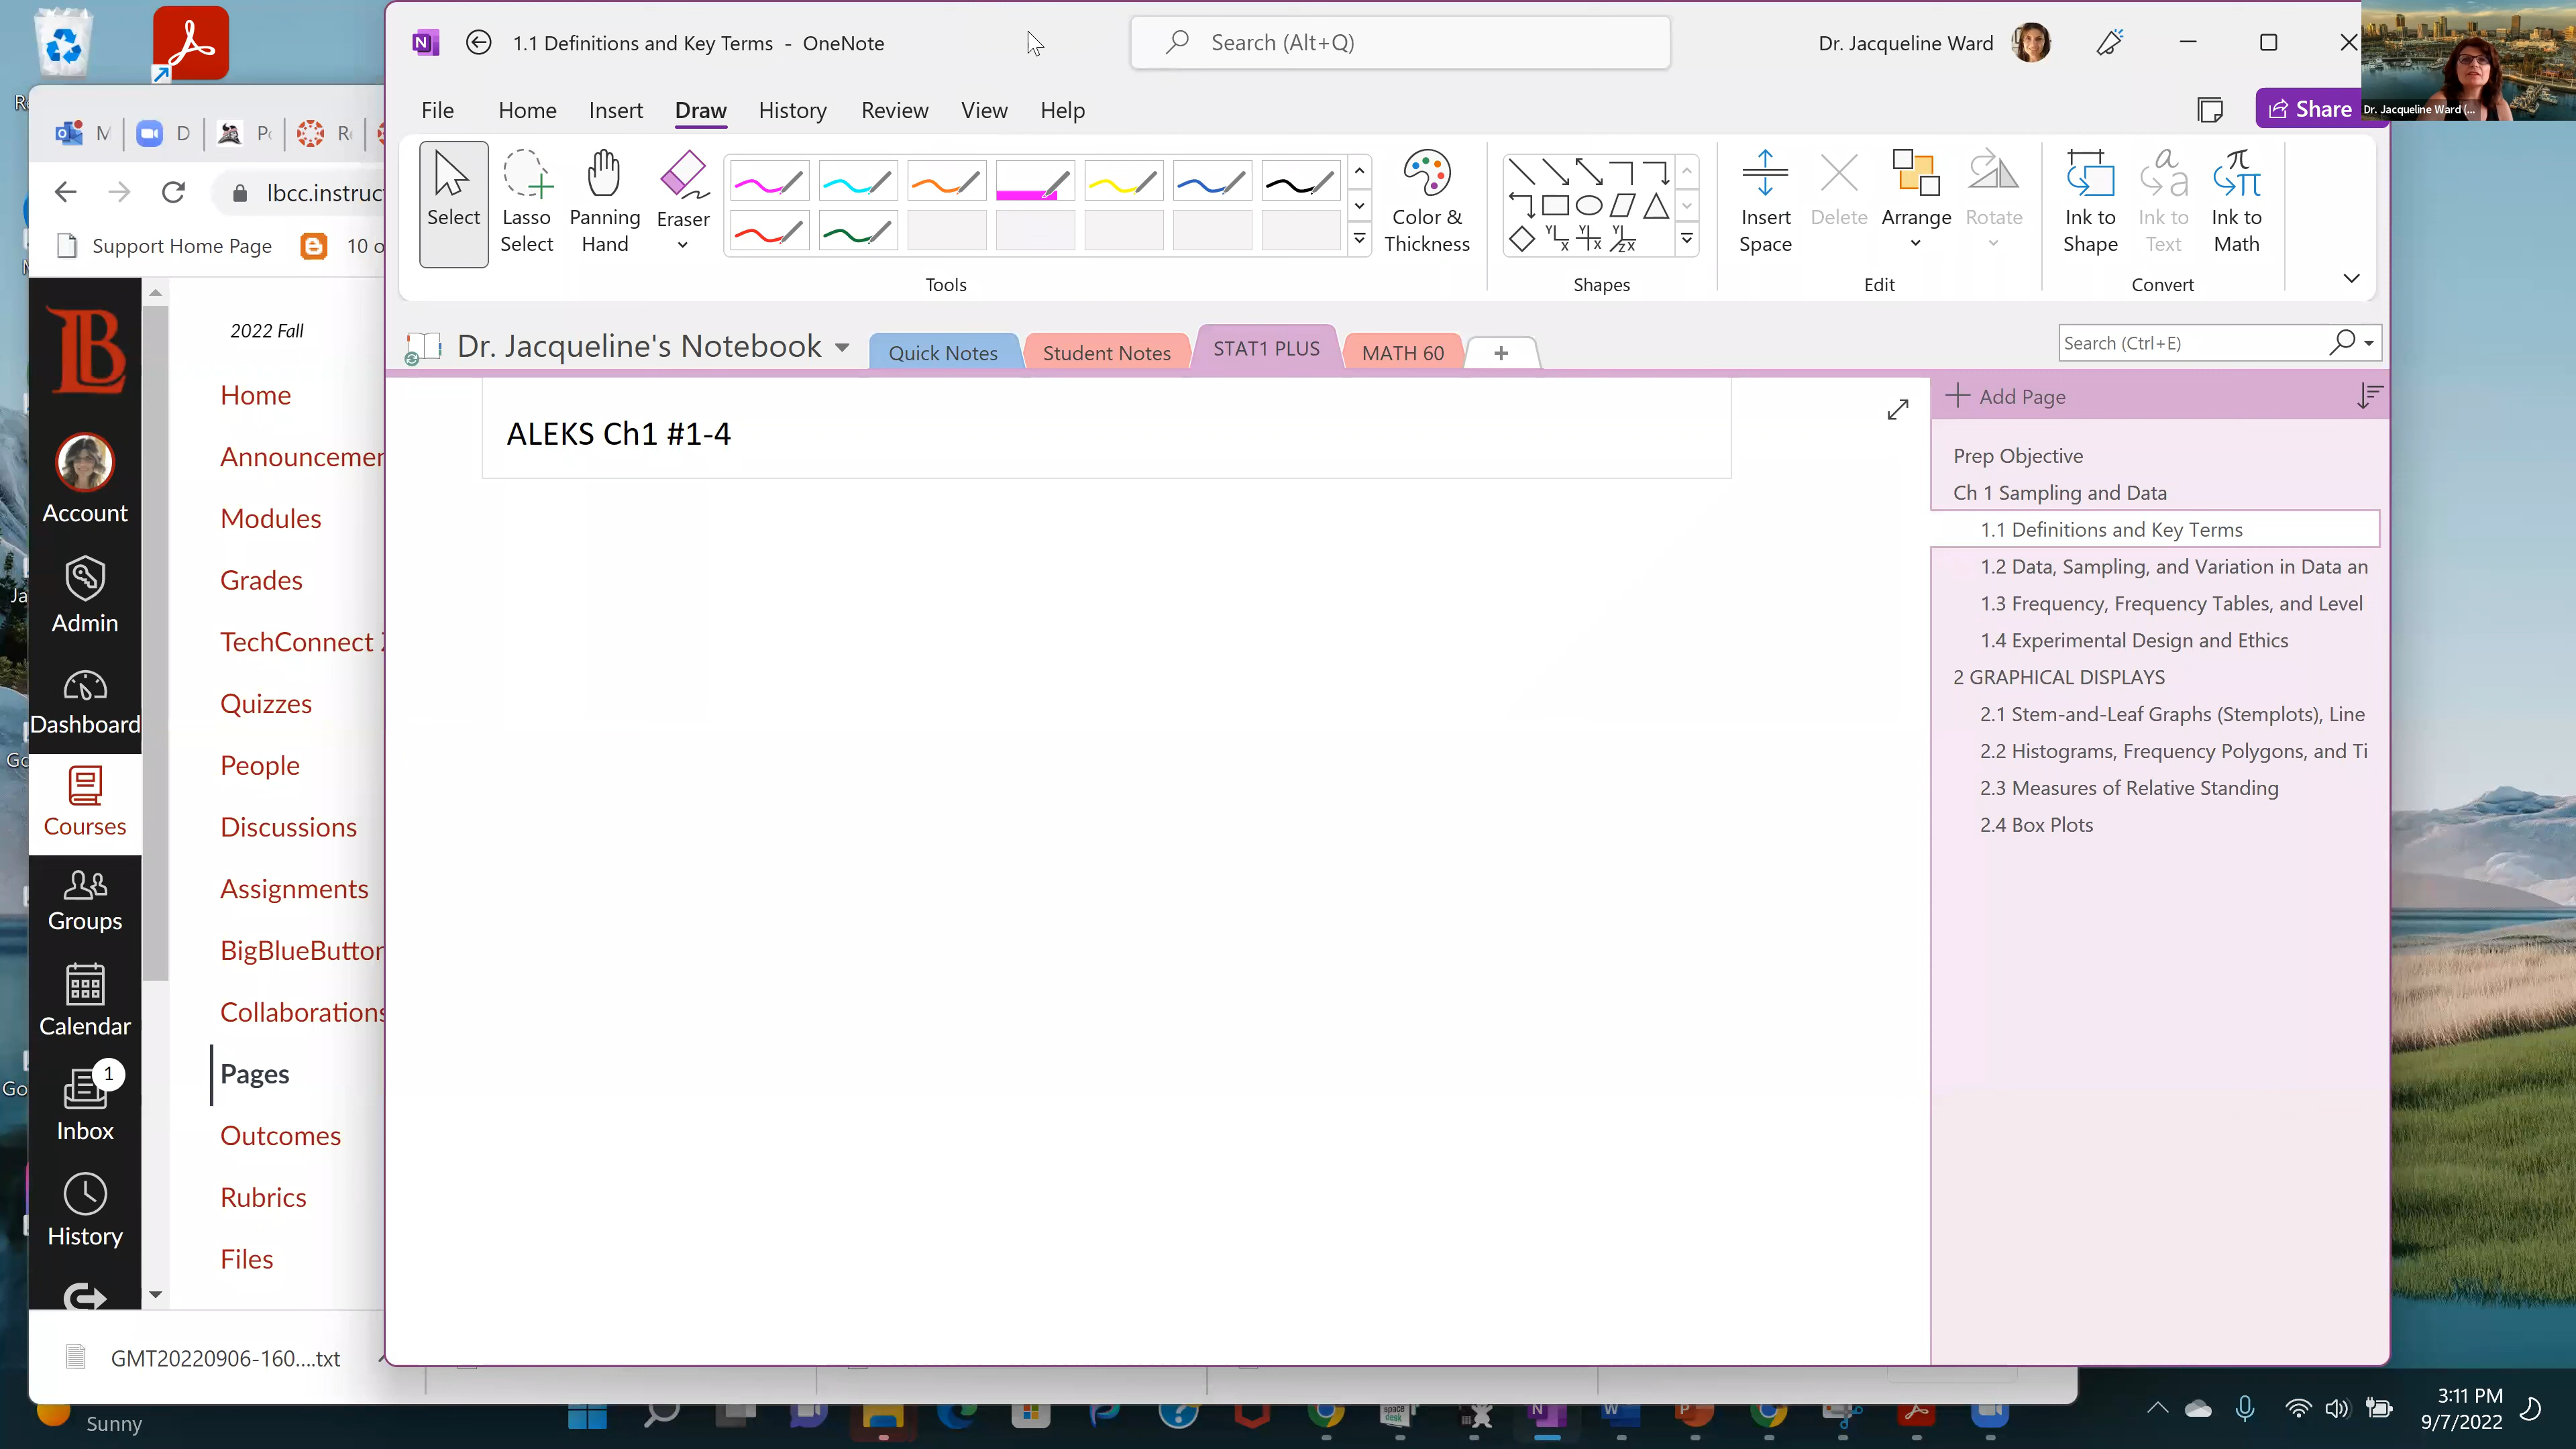 1.1 Definitions and Key Terms - OneNote
Search (Alt+Q)
Dr. Jacqueline Ward
Dr. Jacqueline Ward (...
File Home Insert Draw History Review View Help
Share
Select
Lasso Select
Panning Hand
Eraser
Color & Thickness
Insert Space
Delete
Arrange
Rotate
Ink to Shape
Ink to Text
Ink to Math
Tools
Shapes
Edit
Convert
Dr. Jacqueline's Notebook
Quick Notes
Student Notes
STAT1 PLUS
MATH 60
Search (Ctrl+E)
ALEKS Ch1 #1-4
Add Page
Prep Objective
Ch 1 Sampling and Data
1.1 Definitions and Key Terms
1.2 Data, Sampling, and Variation in Data an
1.3 Frequency, Frequency Tables, and Level
1.4 Experimental Design and Ethics
2 GRAPHICAL DISPLAYS
2.1 Stem-and-Leaf Graphs (Stemplots), Line
2.2 Histograms, Frequency Polygons, and Ti
2.3 Measures of Relative Standing
2.4 Box Plots
lbcc.instruc
Support Home Page
10 o
LB
Account
Admin
Dashboard
Courses
Groups
Calendar
1
Inbox
History
2022 Fall
Home
Announcemen
Modules
Grades
TechConnect
Quizzes
People
Discussions
Assignments
Groups
BigBlueButton
Collaborations
Pages
Outcomes
Rubrics
Files
GMT20220906-160....txt
Sunny
3:11 PM
9/7/2022